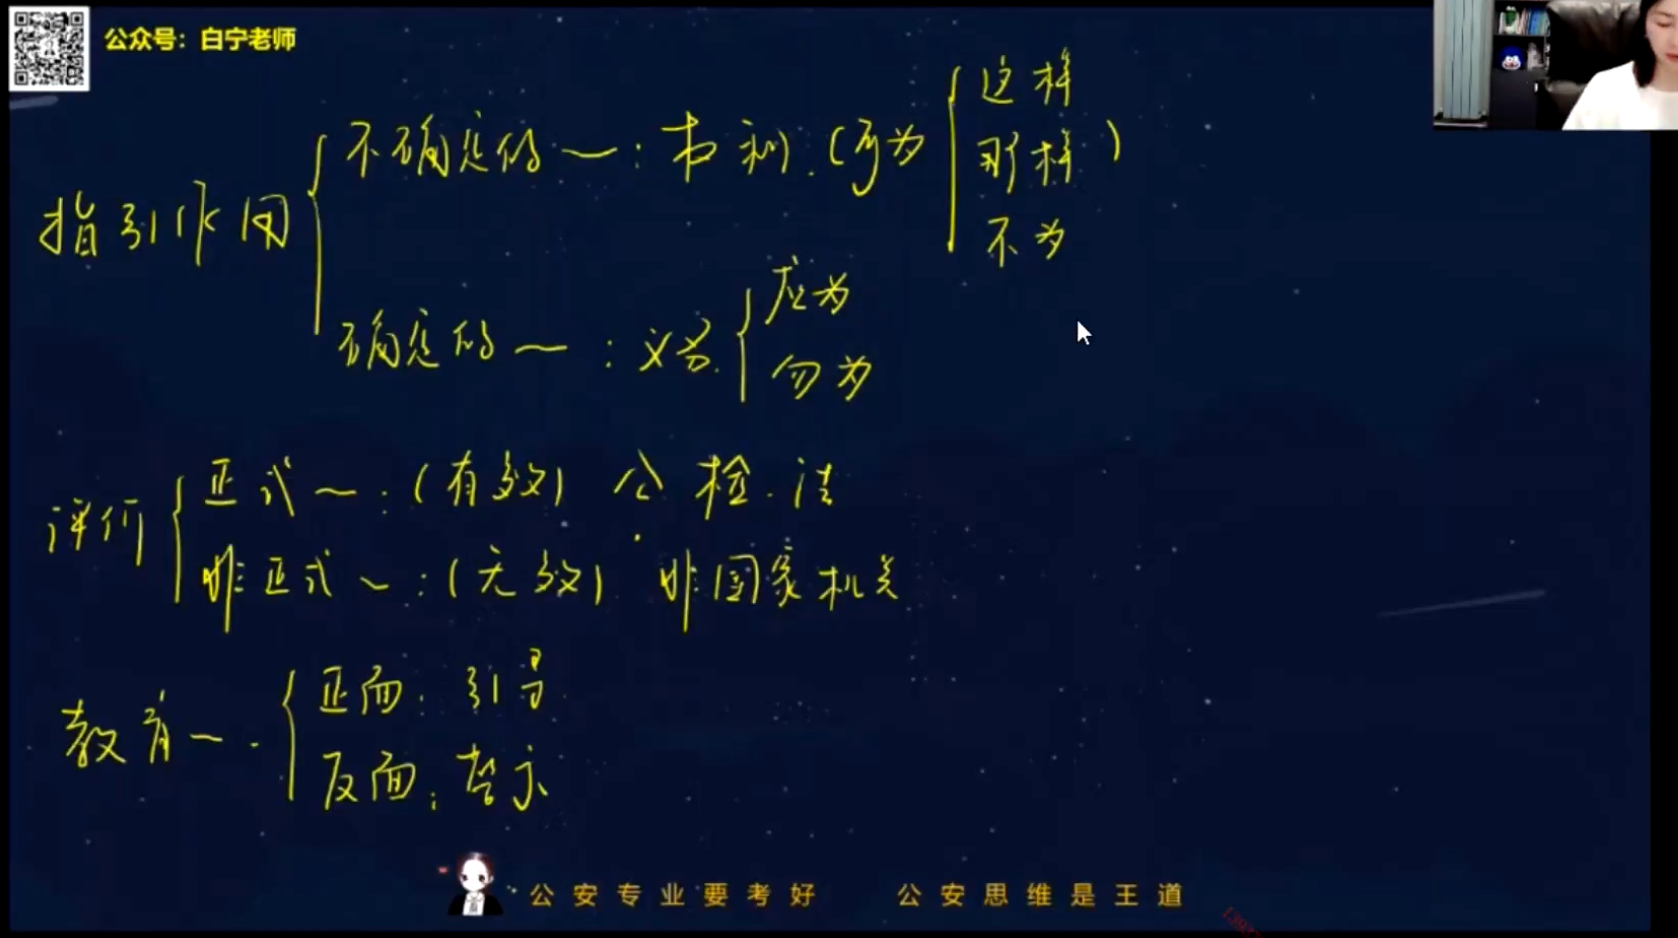 公众号：白宁老师
这样
不确定的～：权利.（可为 那样）
不为
指引作用
应为
确定的～：义务.
勿为
正式～：（有效）公 检.法
评价
非正式～：（无效）非国家机关
正面：引导.
教育～.
反面：警示
公安专业要考好 公安思维是王道